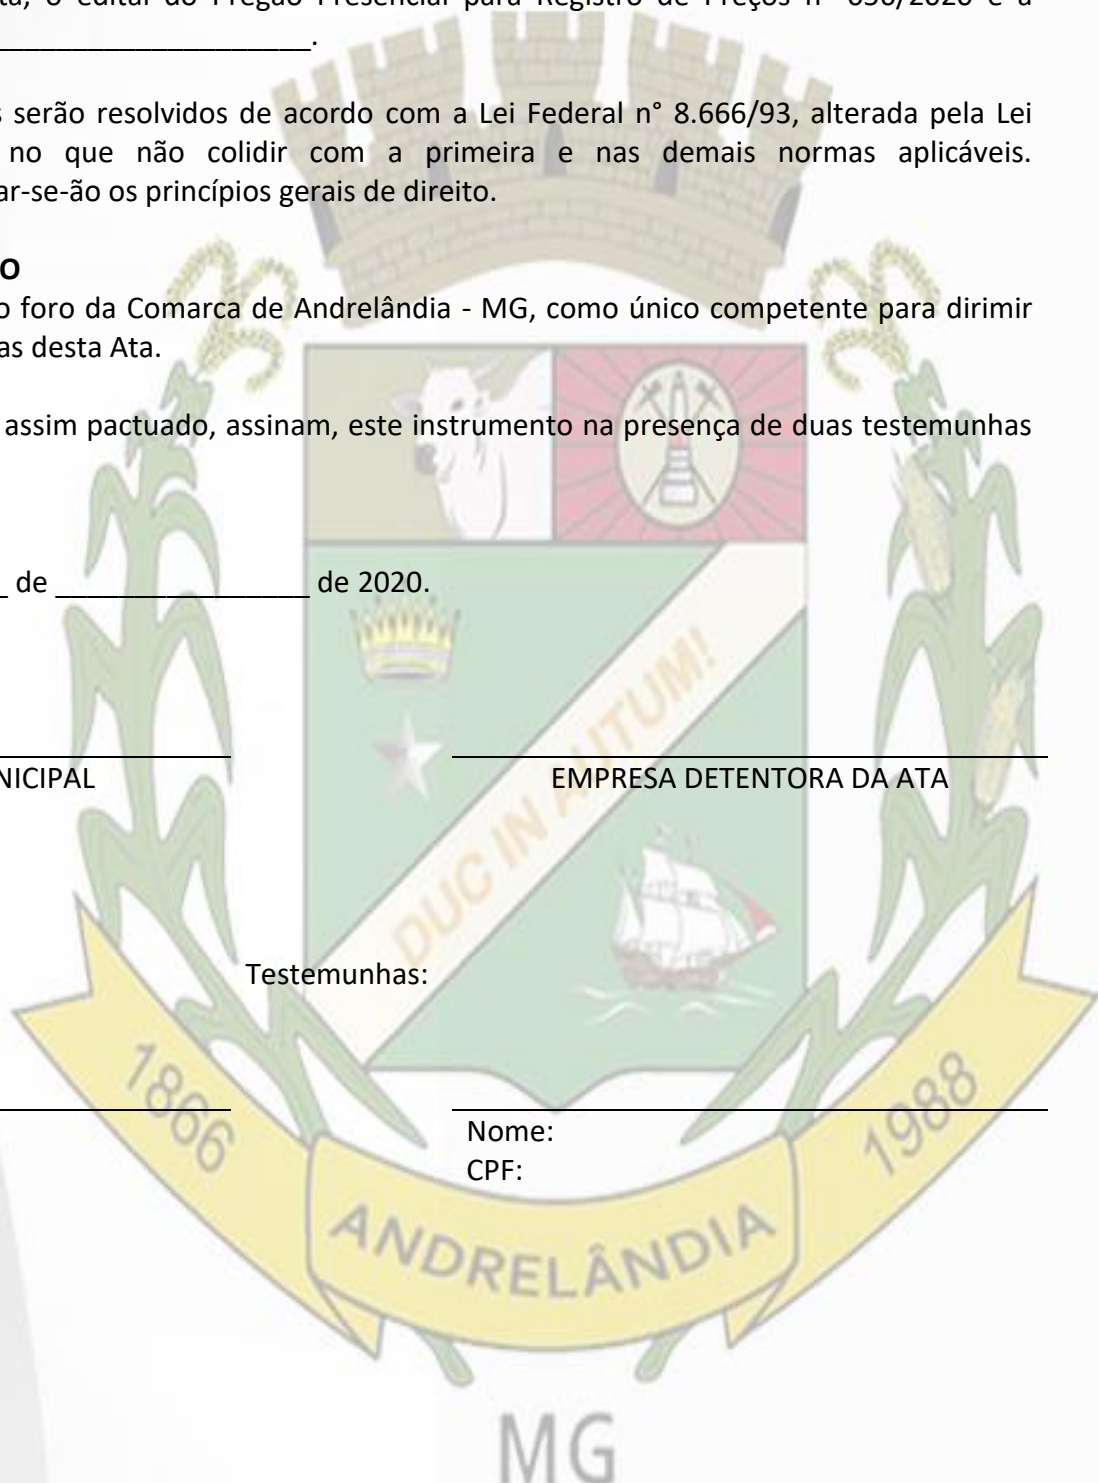 o edital do Pregão Presencial para Registro de Preços n° 036/2020 e a
____________________.
serão resolvidos de acordo com a Lei Federal n° 8.666/93, alterada pela Lei
no que não colidir com a primeira e nas demais normas aplicáveis.
ar-se-ão os princípios gerais de direito.
O
o foro da Comarca de Andrelândia - MG, como único competente para dirimir
as desta Ata.
assim pactuado, assinam, este instrumento na presença de duas testemunhas
_ de ________________ de 2020.
NICIPAL EMPRESA DETENTORA DA ATA
DUC IN AUTUM!
Testemunhas:
Nome:
CPF:
1866 ANDRELÂNDIA 1988
MG